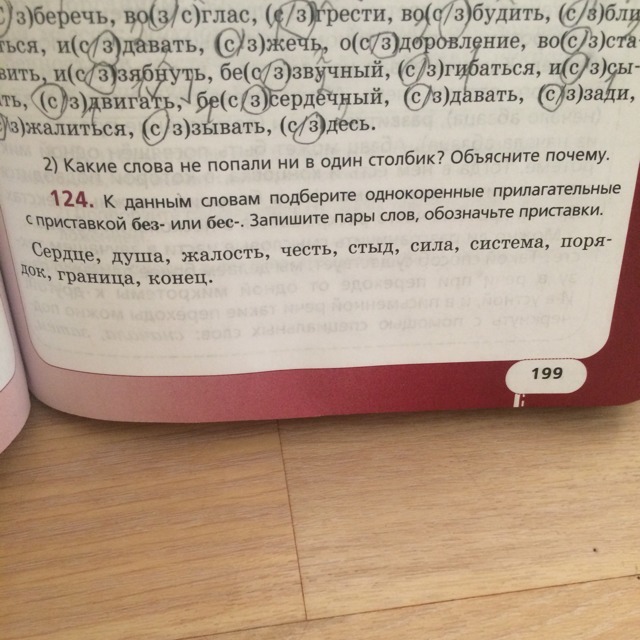 с/з)беречь, во(з/с)глас, (с/з)грести, во(с/з)будить, (с/з)бли-
ться, и(с/з)давать, (с/з)жечь, о(с/з)доровление, во(с/з)ста-
вить, и(с/з)зябнуть, бе(с/з)звучный, (с/з)гибаться, и(с/з)сы-
ть, (с/з)двигать, бе(с/з)сердечный, (с/з)давать, (с/з)зади,
з)жалиться, (с/з)зывать, (с/з)десь.
2) Какие слова не попали ни в один столбик? Объясните почему.
124. К данным словам подберите однокоренные прилагательные
с приставкой без- или бес-. Запишите пары слов, обозначьте приставки.
Сердце, душа, жалость, честь, стыд, сила, система, поря-
док, граница, конец.
199